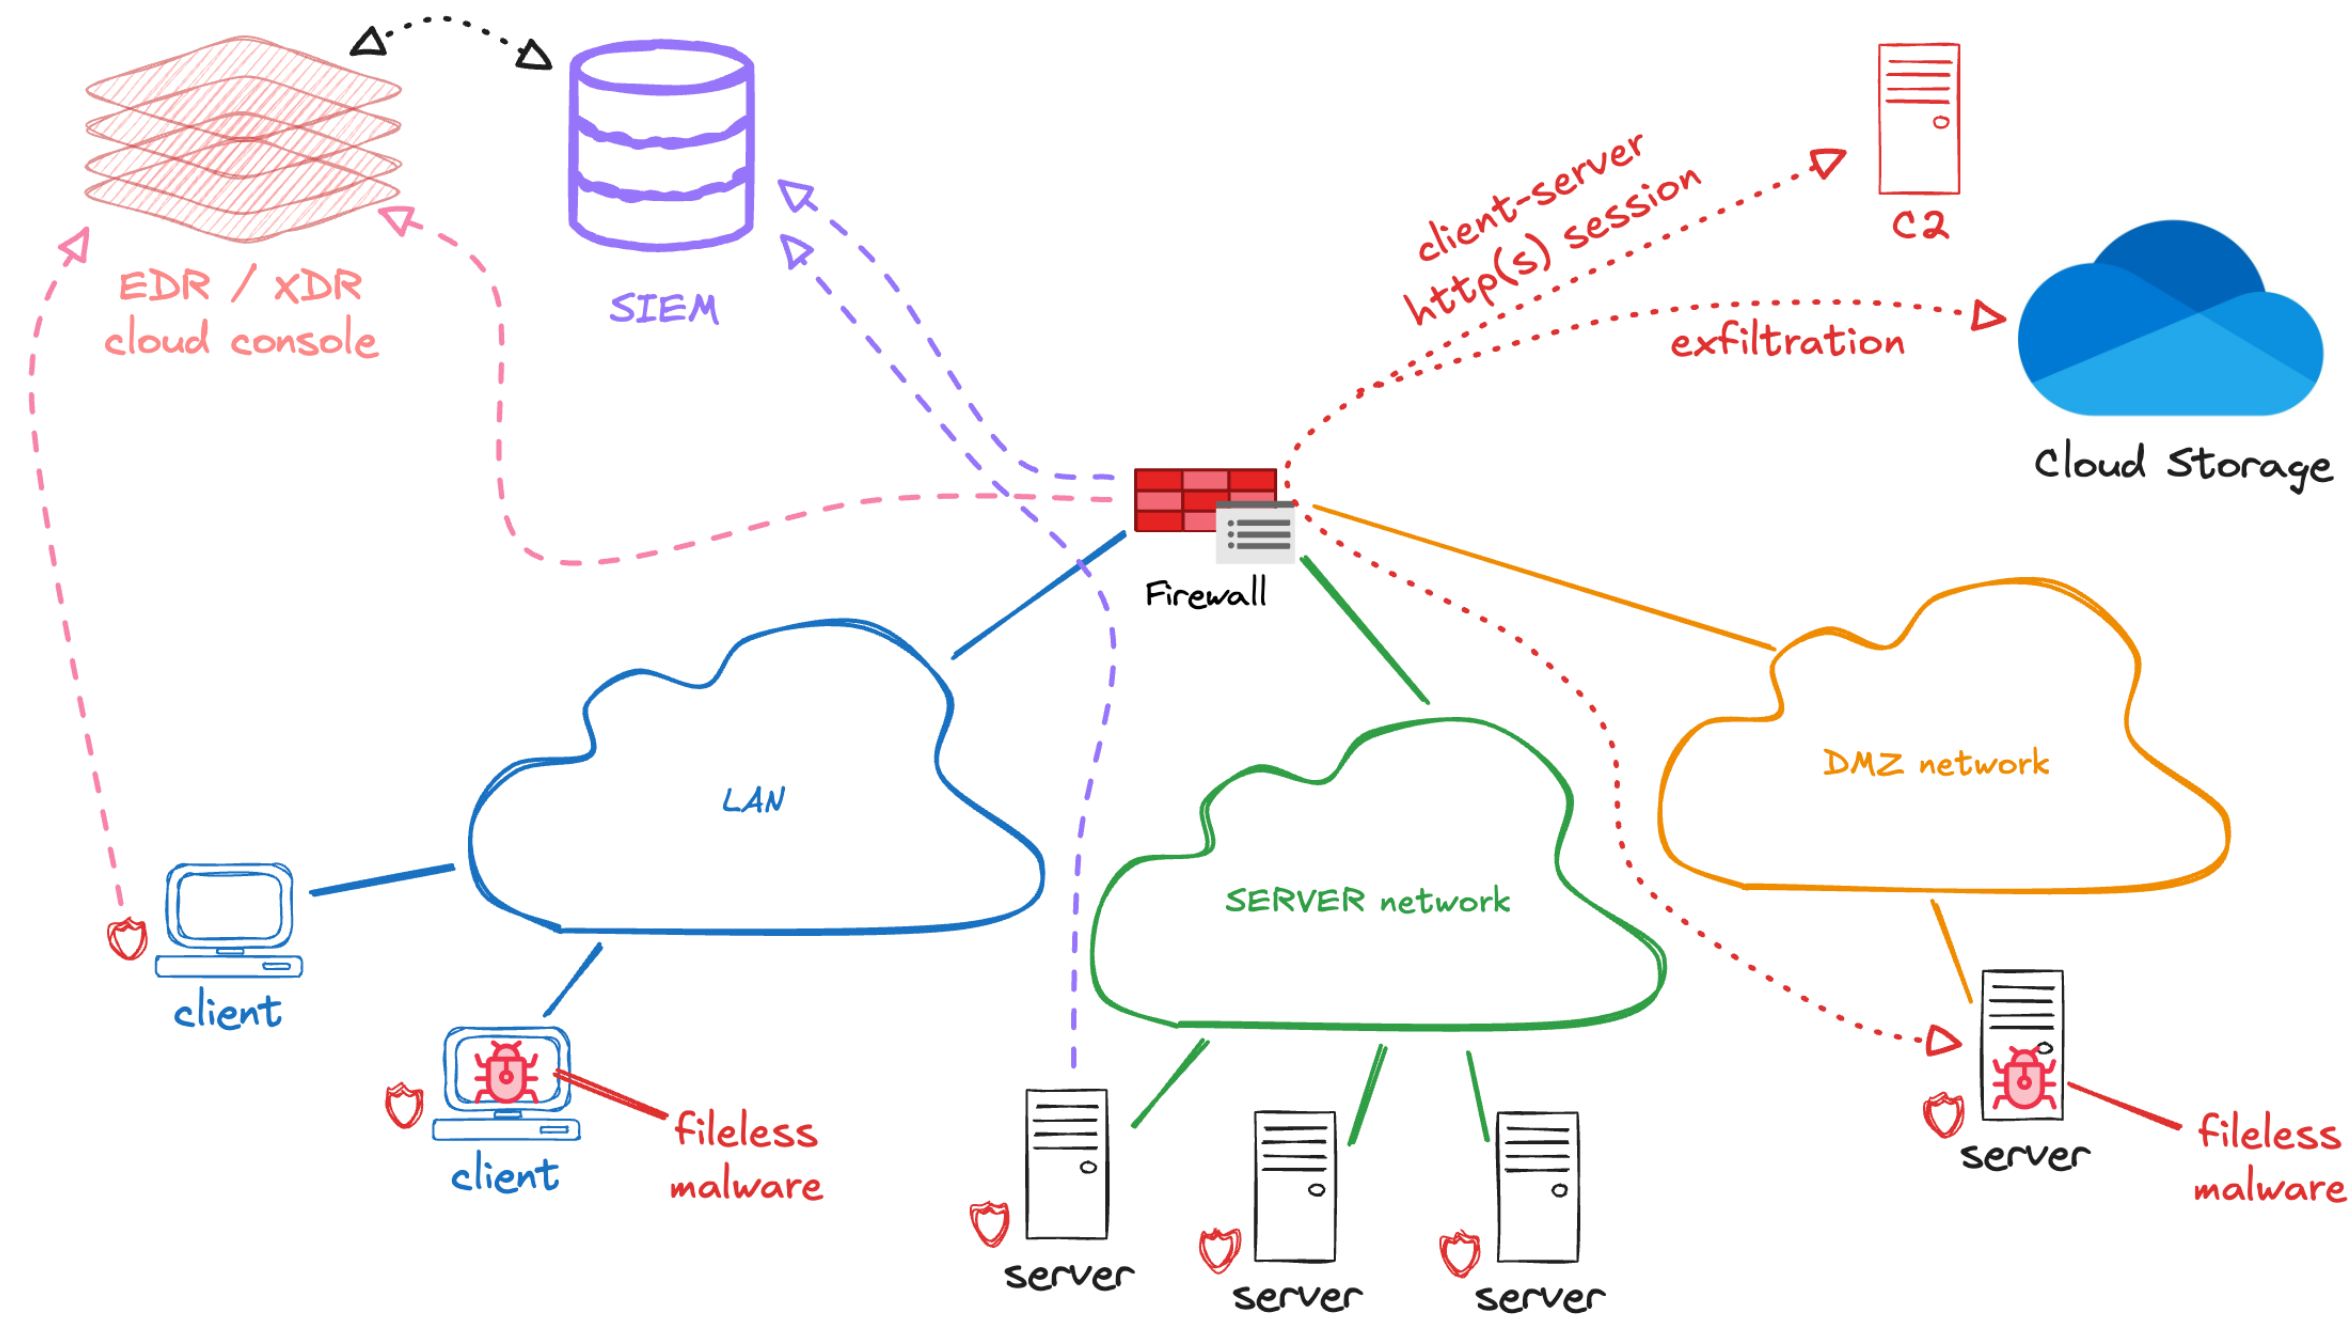 EDR / XDR
cloud console
SIEM
client-server
http(s) session
C2
exfiltration
Cloud Storage
Firewall
LAN
SERVER network
DMZ network
client
client
fileless
malware
server
server
server
server
fileless
malware